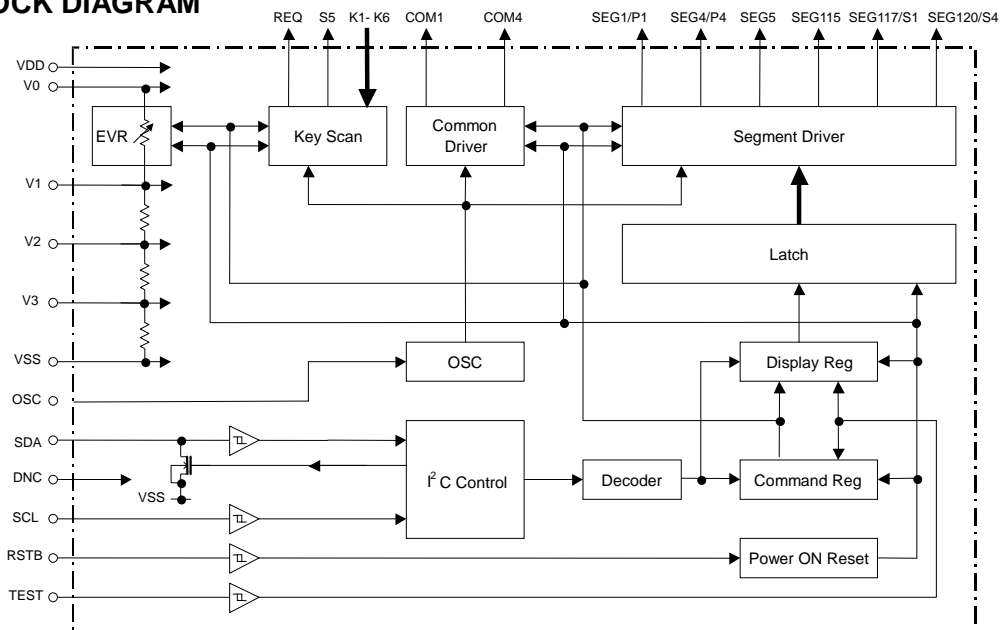 OCK DIAGRAM
REQ S5 K1- K6 COM1 COM4 SEG1/P1 SEG4/P4 SEG5 SEG115 SEG117/S1 SEG120/S4
VDD
V0
EVR
Key Scan
Common
Driver
Segment Driver
V1
V2
Latch
V3
VSS
OSC
Display Reg
OSC
SDA
DNC
VSS
I2 C Control
Decoder
Command Reg
SCL
RSTB
Power ON Reset
TEST